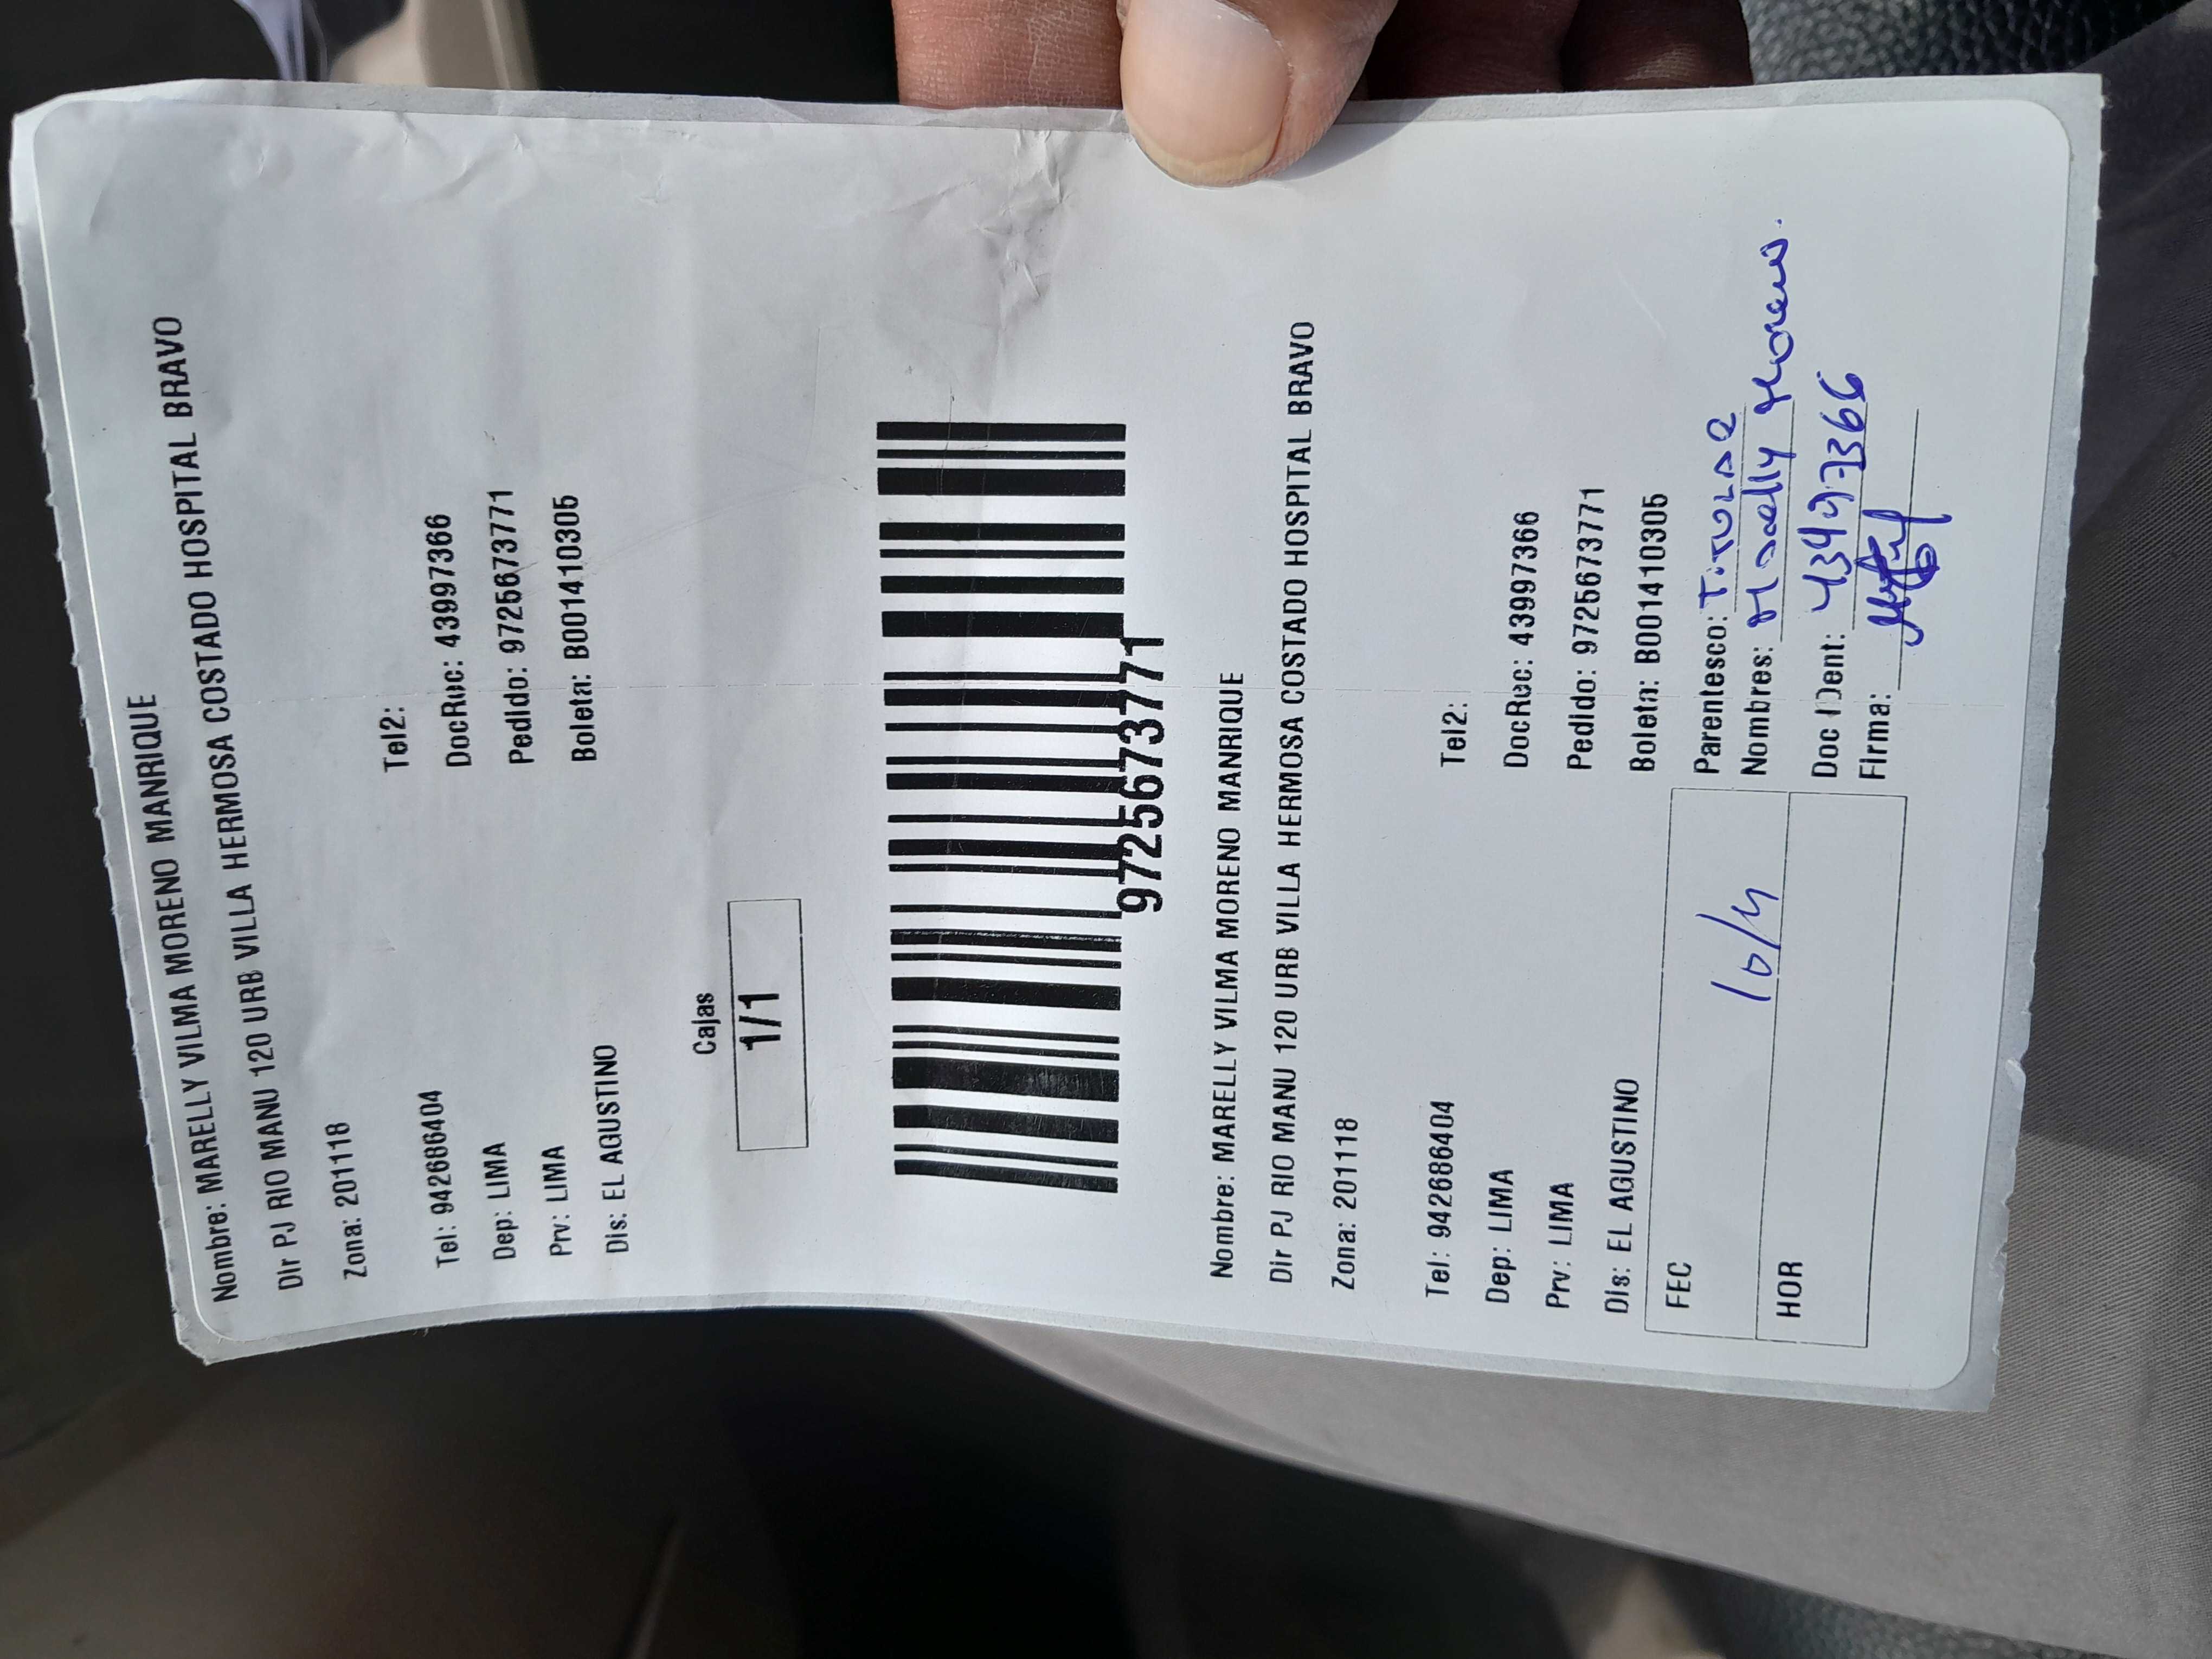 Nombre: MARELLY VILMA MORENO MANRIQUE
Dir PJ RIO MANU 120 URB VILLA HERMOSA COSTADO HOSPITAL BRAVO
Zona: 201118
Tel: 942686404 Tel2:
Dep: LIMA DocRuc: 43997366
Prv: LIMA Pedido: 9725673771
Dis: EL AGUSTINO Boleta: B001410305
Cajas
1/1
9725673771
Nombre: MARELLY VILMA MORENO MANRIQUE
Dir PJ RIO MANU 120 URB VILLA HERMOSA COSTADO HOSPITAL BRAVO
Zona: 201118
Tel: 942686404 Tel2:
Dep: LIMA DocRuc: 43997366
Prv: LIMA Pedido: 9725673771
Dis: EL AGUSTINO Boleta: B001410305
FEC 10/4 Parentesco: TITULAR
Nombres: Marelly Moreno.
HOR Doc IDent: 43997366
Firma: